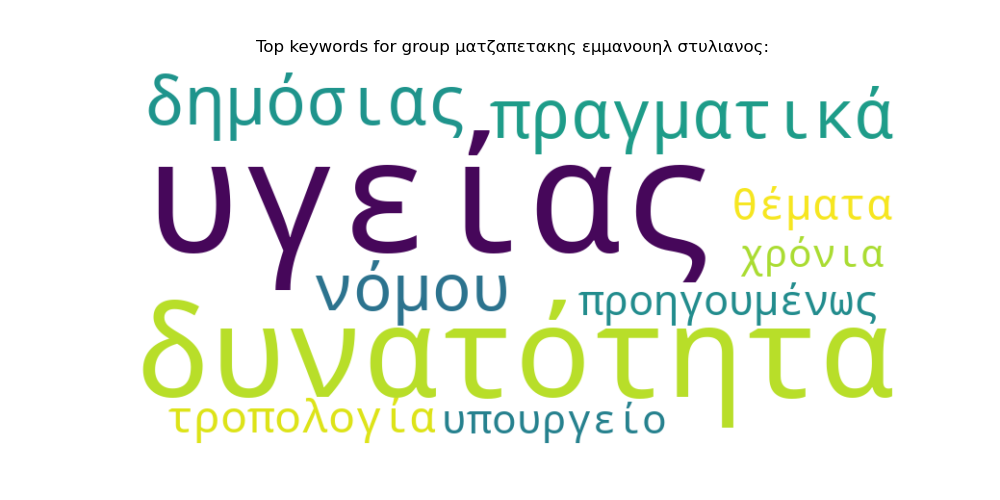 Top keywords for group ματζαπετακης εμμανουηλ στυλιανος:
δημόσιας πραγματικά
υγείας
θέματα
χρόνια
νόμου
προηγουμένως
δυνατότητα
τροπολογία υπουργείο